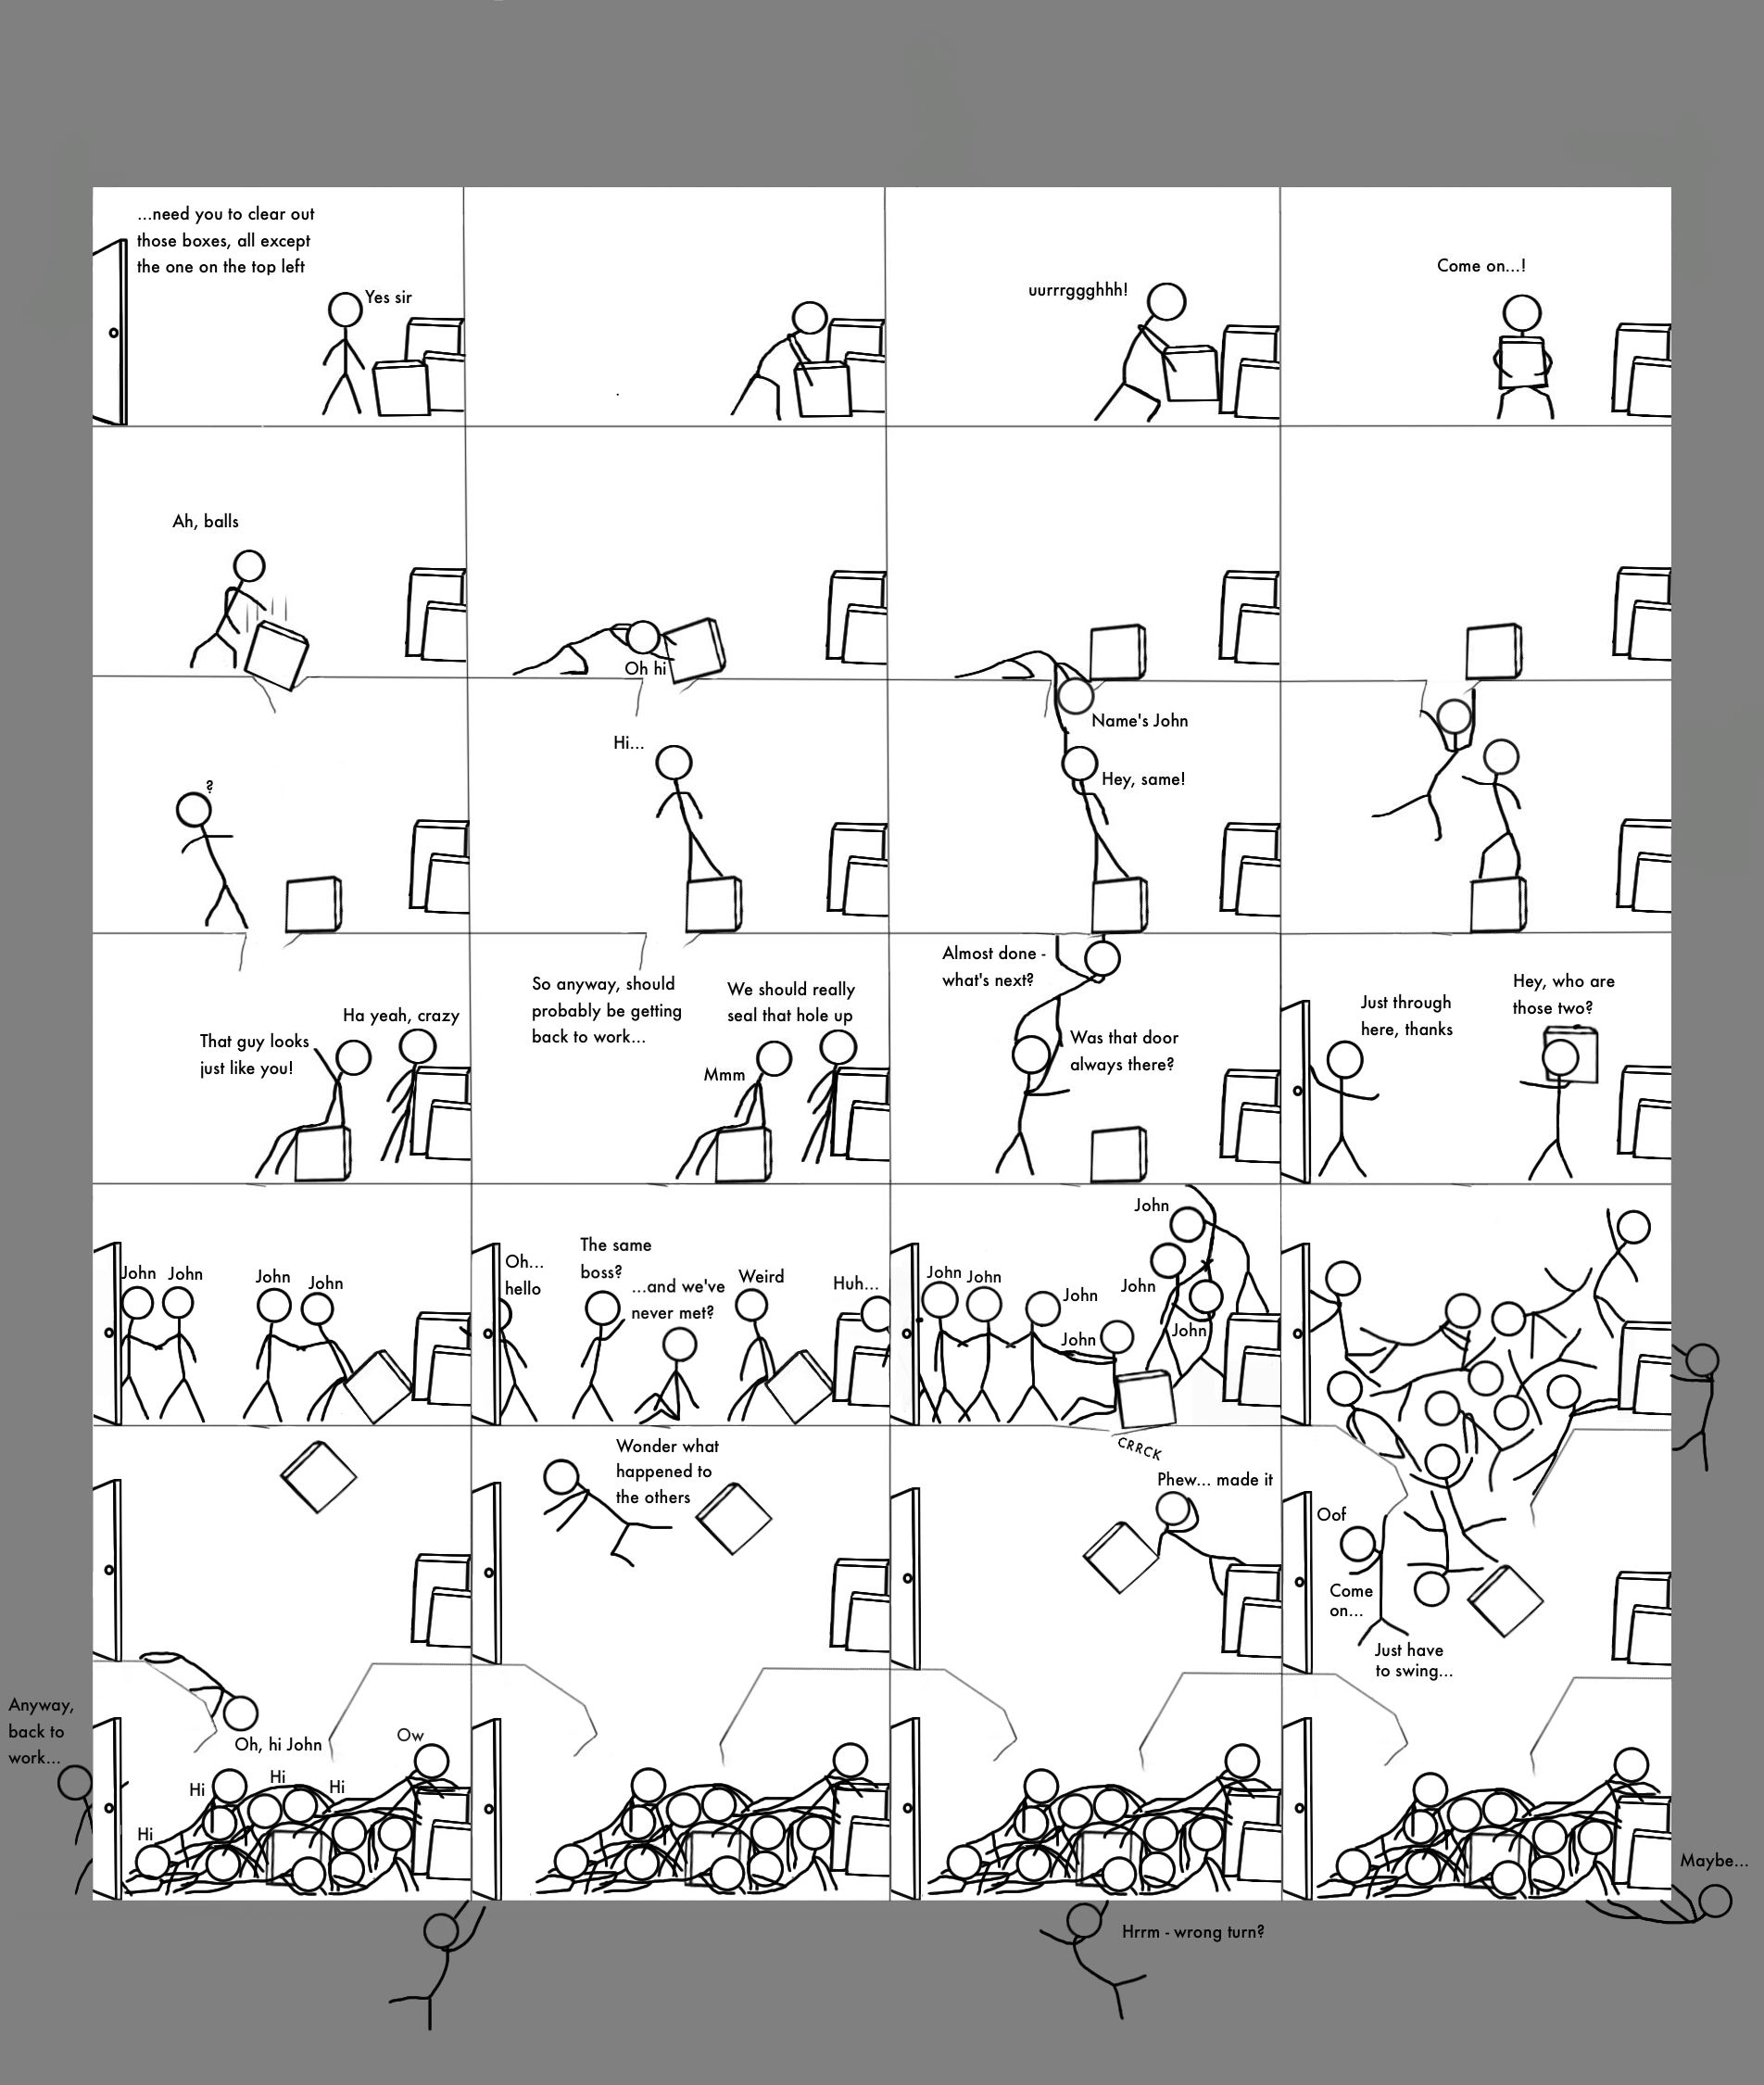 ...need you to clear out
those boxes, all except
the one on the top left
Yes sir
uurrrggghhh!
Come on...!
Ah, balls
Oh hi
?
Hi...
Name's John
Hey, same!
That guy looks
just like you!
Ha yeah, crazy
So anyway, should
probably be getting
back to work...
We should really
seal that hole up
Mmm
Almost done -
what's next?
Was that door
always there?
Just through
here, thanks
Hey, who are
those two?
John
John
John
John
Oh...
hello
The same
boss?
...and we've
never met?
Weird
Huh...
John
John
John
John
John
John
John
CRRCK
Wonder what
happened to
the others
Phew... made it
Oof
Come
on...
Just have
to swing...
Anyway,
back to
work...
Oh, hi John
Ow
Hi
Hi
Hi
Hi
Maybe...
Hrrm - wrong turn?